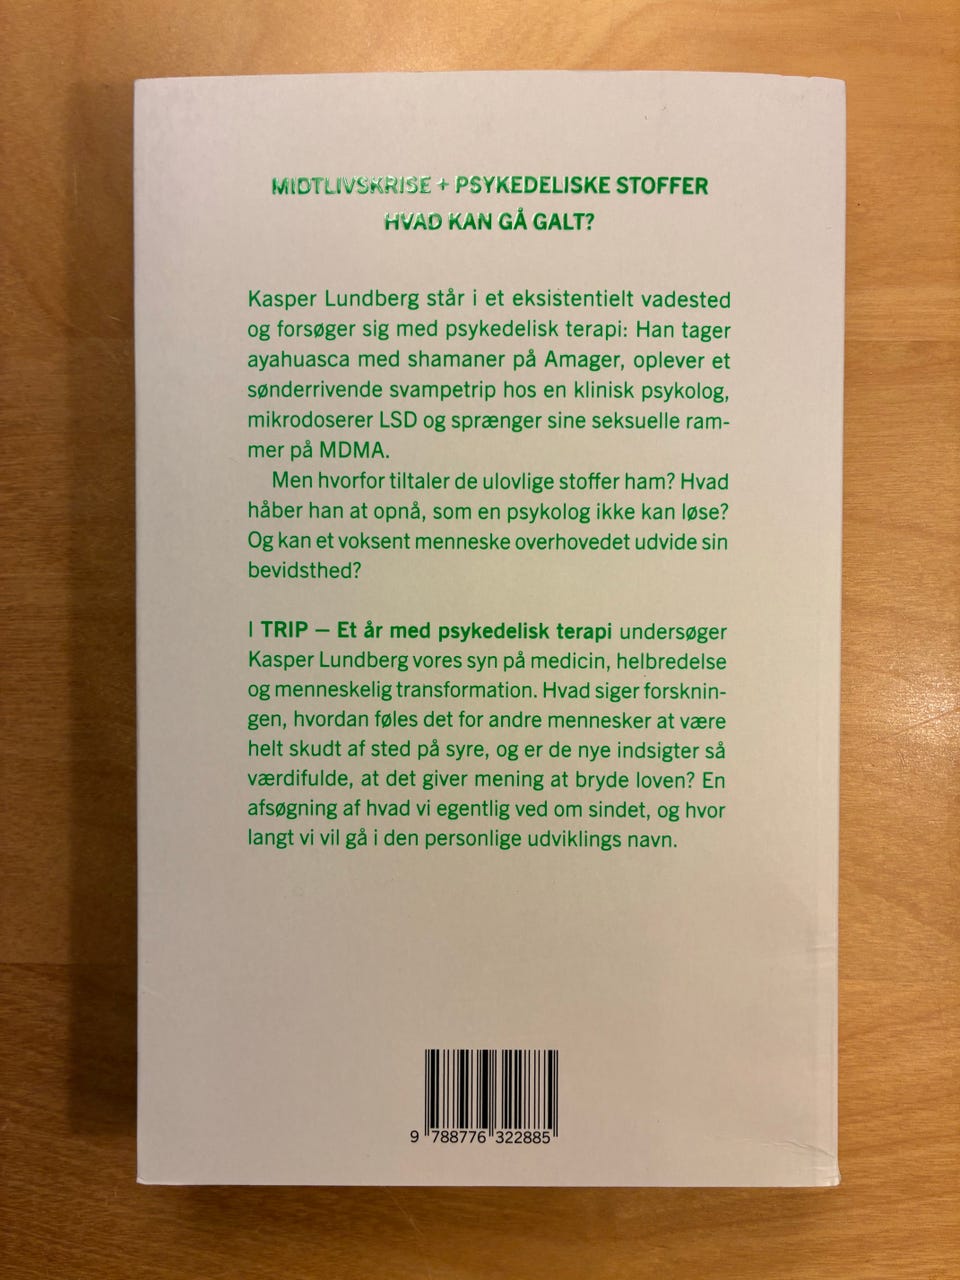 MIDTLIVSKRISE + PSYKEDELISKE STOFFER
HVAD KAN GÅ GALT?
Kasper Lundberg står i et eksistentielt vadested
og forsøger sig med psykedelisk terapi: Han tager
ayahuasca med shamaner på Amager, oplever et
sønderrivende svampetrip hos en klinisk psykolog,
mikrodoserer LSD og sprænger sine seksuelle ram-
mer på MDMA.
Men hvorfor tiltaler de ulovlige stoffer ham? Hvad
håber han at opnå, som en psykolog ikke kan løse?
Og kan et voksent menneske overhovedet udvide sin
bevidsthed?
I TRIP – Et år med psykedelisk terapi undersøger
Kasper Lundberg vores syn på medicin, helbredelse
og menneskelig transformation. Hvad siger forsknin-
gen, hvordan føles det for andre mennesker at være
helt skudt af sted på syre, og er de nye indsigter så
værdifulde, at det giver mening at bryde loven? En
afsøgning af hvad vi egentlig ved om sindet, og hvor
langt vi vil gå i den personlige udviklings navn.
9 788776 322885